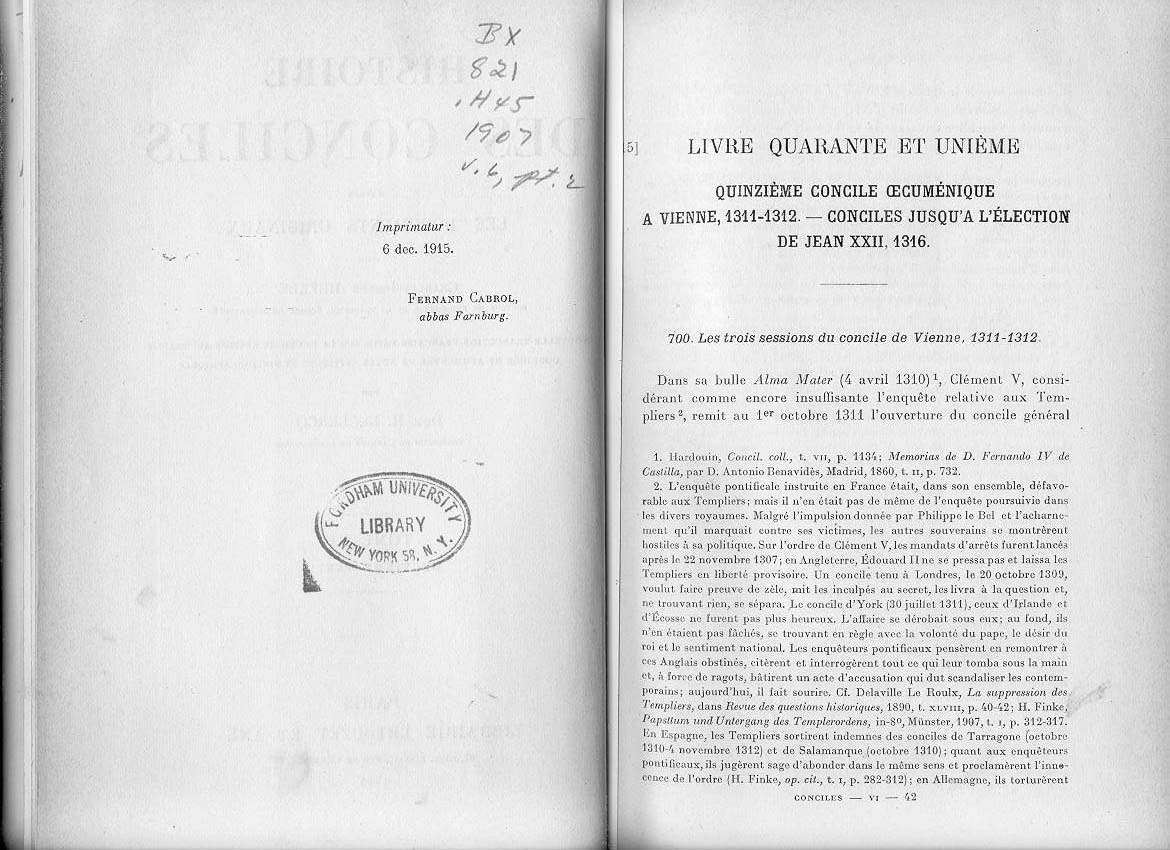 BX
821
.H45
1907
v.6, pt. 2
Imprimatur :
6 dec. 1915.
FERNAND CABROL,
abbas Farnburg.
FORDHAM UNIVERSITY
LIBRARY
NEW YORK 58, N. Y.
5]
LIVRE QUARANTE ET UNIÈME
QUINZIÈME CONCILE ŒCUMÉNIQUE
A VIENNE, 1311-1312. — CONCILES JUSQU'A L'ÉLECTION
DE JEAN XXII, 1316.
700. Les trois sessions du concile de Vienne, 1311-1312.
Dans sa bulle Alma Mater (4 avril 1310)¹, Clément V, consi-
dérant comme encore insuffisante l'enquête relative aux Tem-
pliers², remit au 1er octobre 1311 l'ouverture du concile général
1. Hardouin, Concil. coll., t. VII, p. 1134; Memorias de D. Fernando IV de
Castilla, par D. Antonio Benavidès, Madrid, 1860, t. II, p. 732.
2. L'enquête pontificale instruite en France était, dans son ensemble, défavo-
rable aux Templiers; mais il n'en était pas de même de l'enquête poursuivie dans
les divers royaumes. Malgré l'impulsion donnée par Philippe le Bel et l'acharne-
ment qu'il marquait contre ses victimes, les autres souverains se montrèrent
hostiles à sa politique. Sur l'ordre de Clément V, les mandats d'arrêts furent lancés
après le 22 novembre 1307; en Angleterre, Édouard II ne se pressa pas et laissa les
Templiers en liberté provisoire. Un concile tenu à Londres, le 20 octobre 1309,
voulut faire preuve de zèle, mit les inculpés au secret, les livra à la question et,
ne trouvant rien, se sépara. Le concile d'York (30 juillet 1311), ceux d'Irlande et
d'Écosse ne furent pas plus heureux. L'affaire se dérobait sous eux; au fond, ils
n'en étaient pas fâchés, se trouvant en règle avec la volonté du pape, le désir du
roi et le sentiment national. Les enquêteurs pontificaux pensèrent en remontrer à
ces Anglais obstinés, citèrent et interrogèrent tout ce qui leur tomba sous la main
et, à force de ragots, bâtirent un acte d'accusation qui dut scandaliser les contem-
porains; aujourd'hui, il fait sourire. Cf. Delaville Le Roulx, La suppression des
Templiers, dans Revue des questions historiques, 1890, t. XLVIII, p. 40-42; H. Finke,
Papsttum und Untergang des Templerordens, in-8º, Münster, 1907, t. I, p. 312-317.
En Espagne, les Templiers sortirent indemnes des conciles de Tarragone (octobre
1310-4 novembre 1312) et de Salamanque (octobre 1310); quant aux enquêteurs
pontificaux, ils jugèrent sage d'abonder dans le même sens et proclamèrent l'inno-
cence de l'ordre (H. Finke, op. cit., t. I, p. 282-312); en Allemagne, ils torturèrent
CONCILES — VI — 42